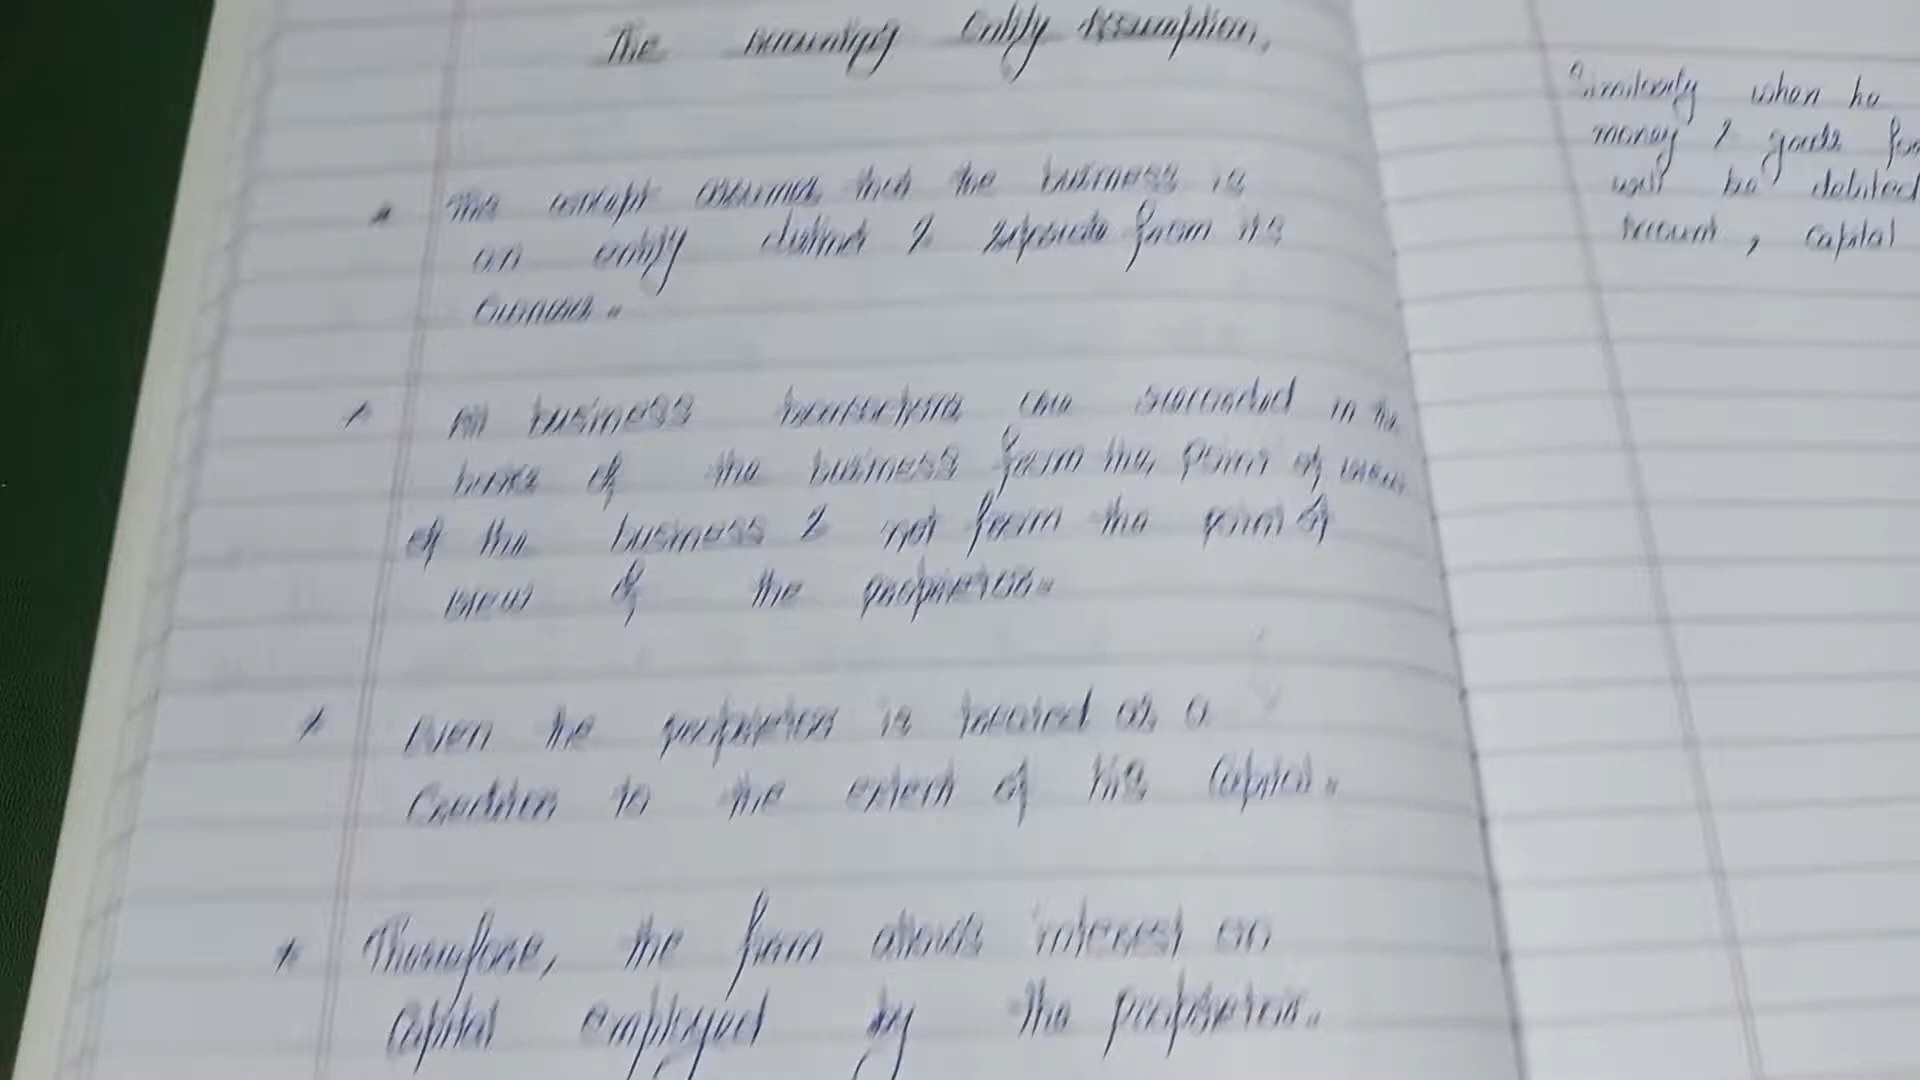 The Accounting Entity Assumption.
* This concept assumes that the business is
an entity distinct & separate from its
owners.
* All business transactions are recorded in the
books of the business from the point of view
of the business & not from the point of
view of the proprietor.
* Even the proprietor is treated as a
Creditor to the extent of his Capital.
* Therefore, the firm allows interest on
Capital employed by the proprietors.
Similarly when he
money & goods for
will be debited
account, Capital